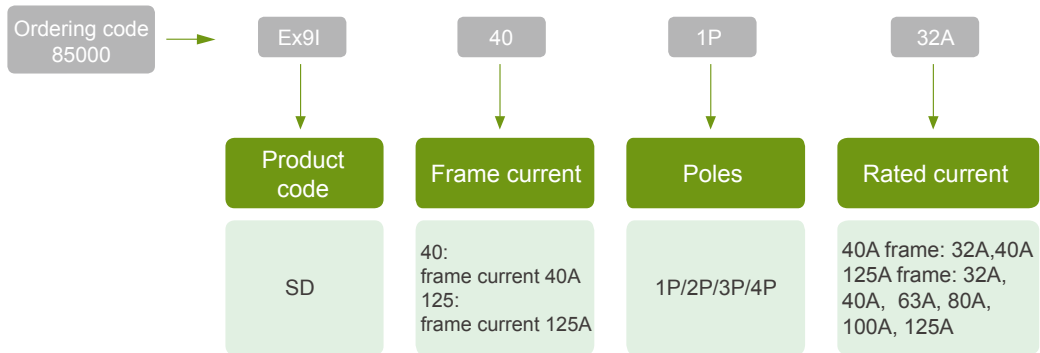 Ordering code
85000
Ex9I
40
1P
32A
Product
code
Frame current
Poles
Rated current
SD
40:
frame current 40A
125:
frame current 125A
1P/2P/3P/4P
40A frame: 32A,40A
125A frame: 32A,
40A, 63A, 80A,
100A, 125A